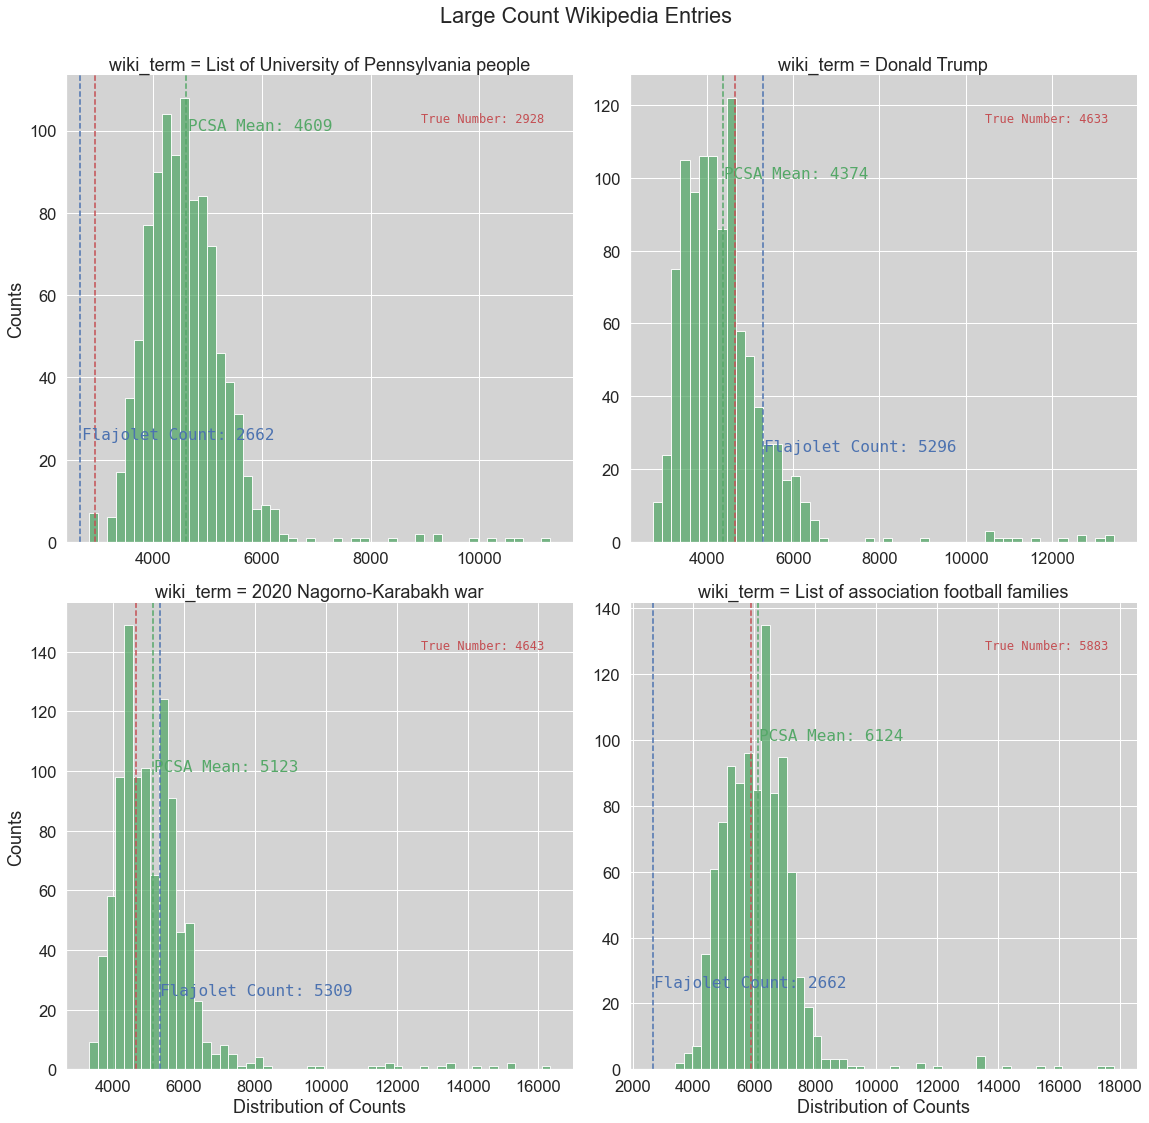 Large Count Wikipedia Entries
wiki_term = List of University of Pennsylvania people
True Number: 2928
PCSA Mean: 4609
Flajolet Count: 2662
Counts
100
80
60
40
20
0
4000 6000 8000 10000
wiki_term = Donald Trump
True Number: 4633
PCSA Mean: 4374
Flajolet Count: 5296
120
100
80
60
40
20
0
4000 6000 8000 10000 12000
wiki_term = 2020 Nagorno-Karabakh war
True Number: 4643
PCSA Mean: 5123
Flajolet Count: 5309
Counts
140
120
100
80
60
40
20
0
4000 6000 8000 10000 12000 14000 16000
Distribution of Counts
wiki_term = List of association football families
True Number: 5883
PCSA Mean: 6124
Flajolet Count: 2662
140
120
100
80
60
40
20
0
2000 4000 6000 8000 10000 12000 14000 16000 18000
Distribution of Counts